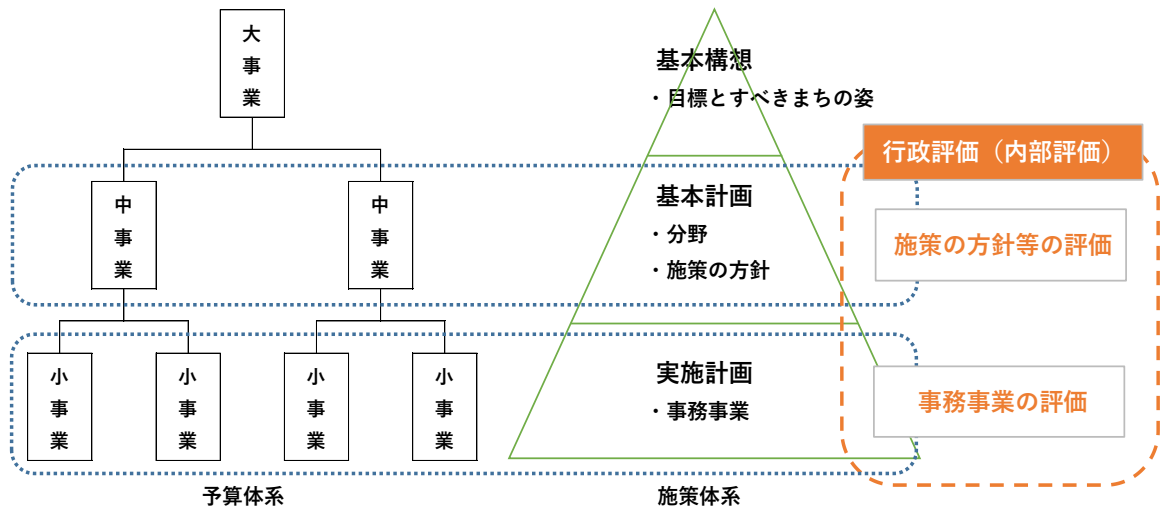 大事業
基本構想
・目標とすべきまちの姿
行政評価（内部評価）
中事業
中事業
基本計画
・分野
・施策の方針
施策の方針等の評価
小事業
小事業
小事業
小事業
実施計画
・事務事業
事務事業の評価
予算体系
施策体系